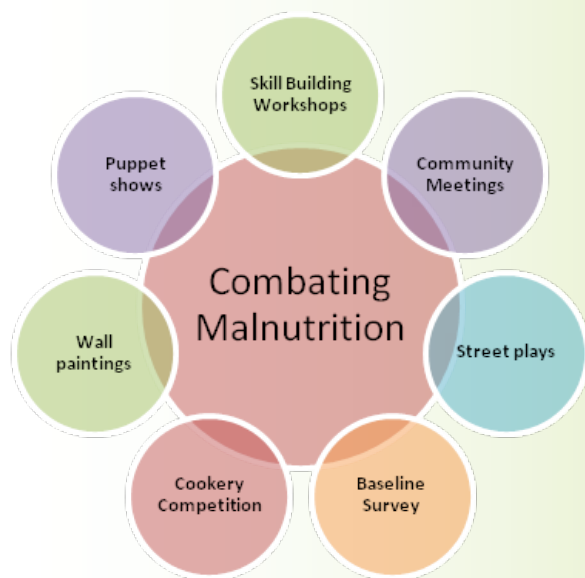 Skill Building
Workshops
Community
Meetings
Street plays
Baseline
Survey
Cookery
Competition
Wall
paintings
Puppet
shows
Combating
Malnutrition